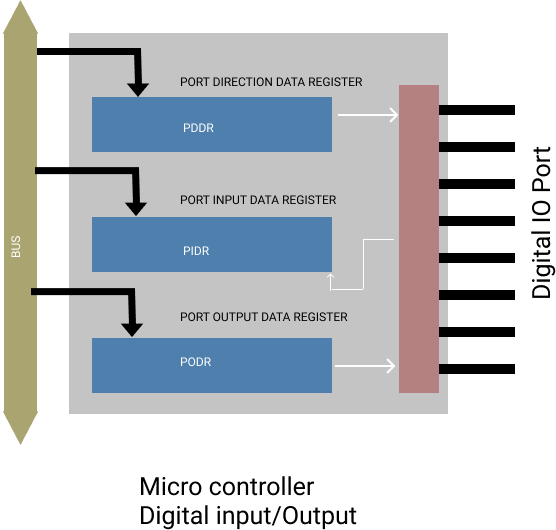 PORT DIRECTION DATA REGISTER
PDDR
PORT INPUT DATA REGISTER
PIDR
BUS
PORT OUTPUT DATA REGISTER
PODR
Digital IO Port
Micro controller
Digital input/Output